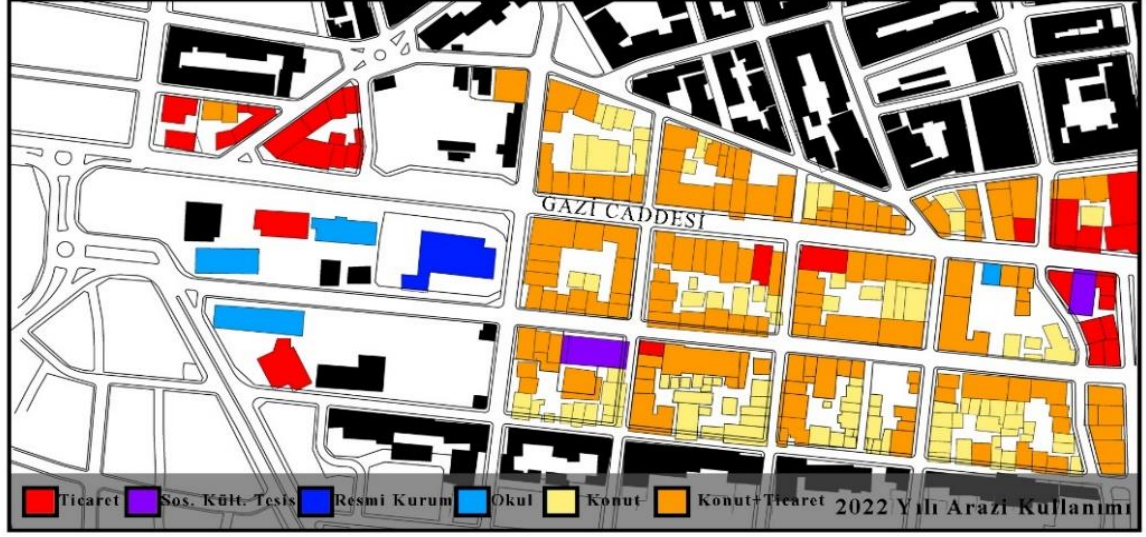 GAZİ CADDESİ
Ticaret Sos. Kült. Tesis Resmi Kurum Okul Konut Konut+Ticaret 2022 Yılı Arazi Kullanımı